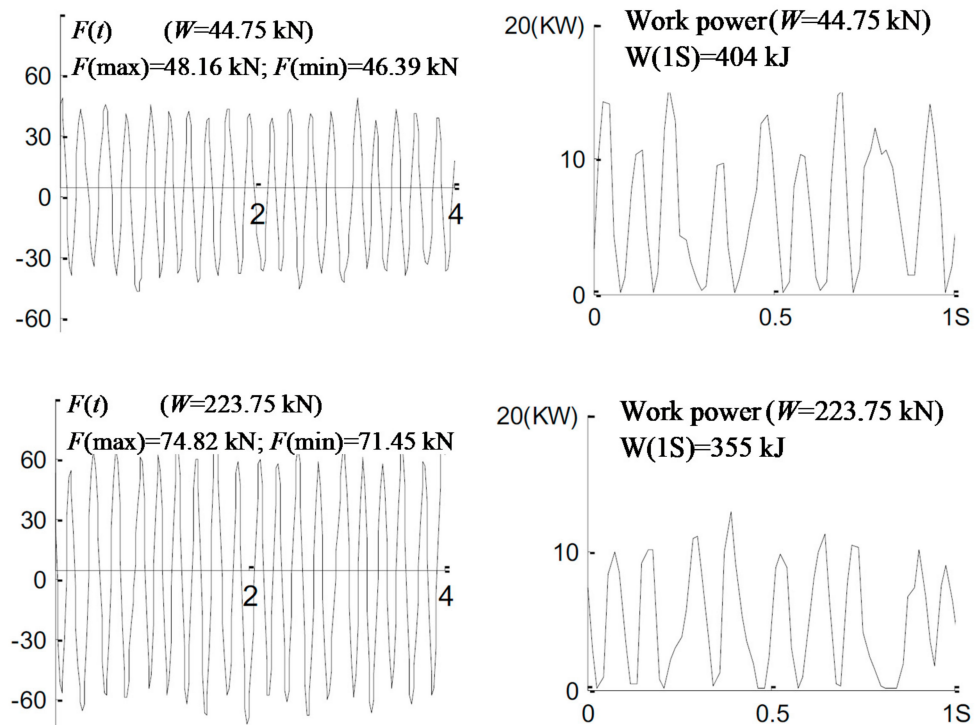 F(t) (W=44.75 kN)
F(max)=48.16 kN; F(min)=46.39 kN
60
30
0
-30
-60
2
4
20(KW)
Work power (W=44.75 kN)
W(1S)=404 kJ
10
0
0
0.5
1S
F(t) (W=223.75 kN)
F(max)=74.82 kN; F(min)=71.45 kN
60
30
0
-30
-60
2
4
20(KW)
Work power (W=223.75 kN)
W(1S)=355 kJ
10
0
0
0.5
1S